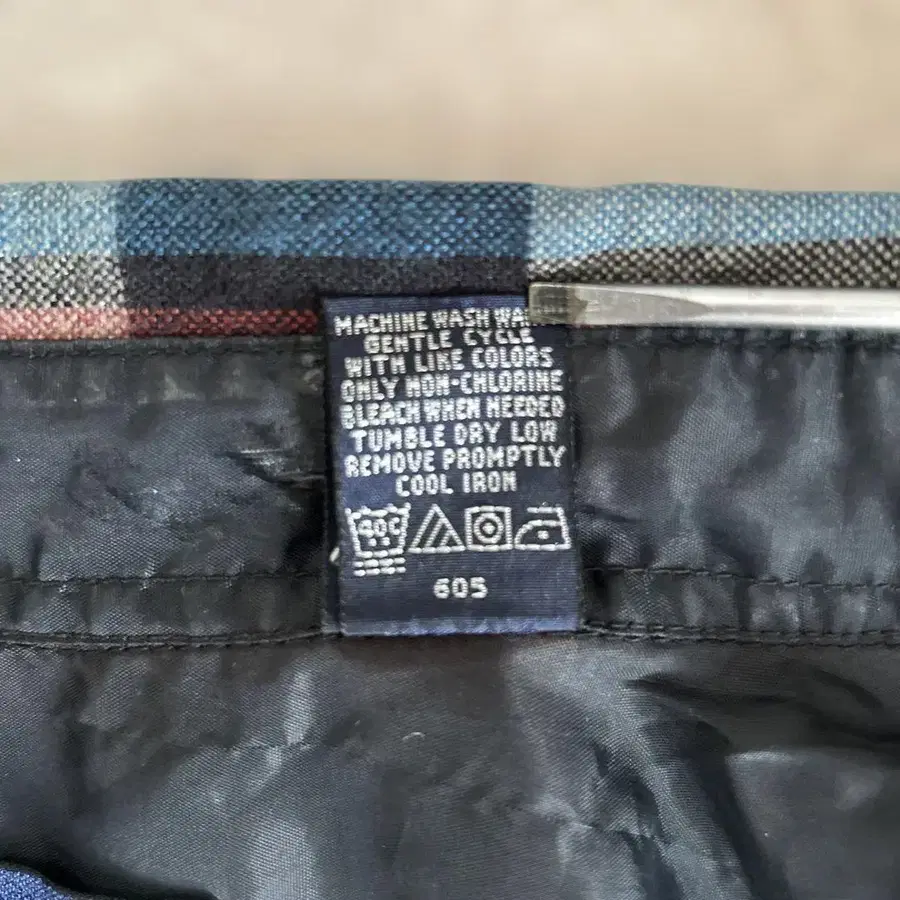 MACHINE WASH WA
GENTLE CYCLE
WITH LIKE COLORS
ONLY NON-CHLORINE
BLEACH WHEN NEEDED
TUMBLE DRY LOW
REMOVE PROMPTLY
COOL IRON
40C
605